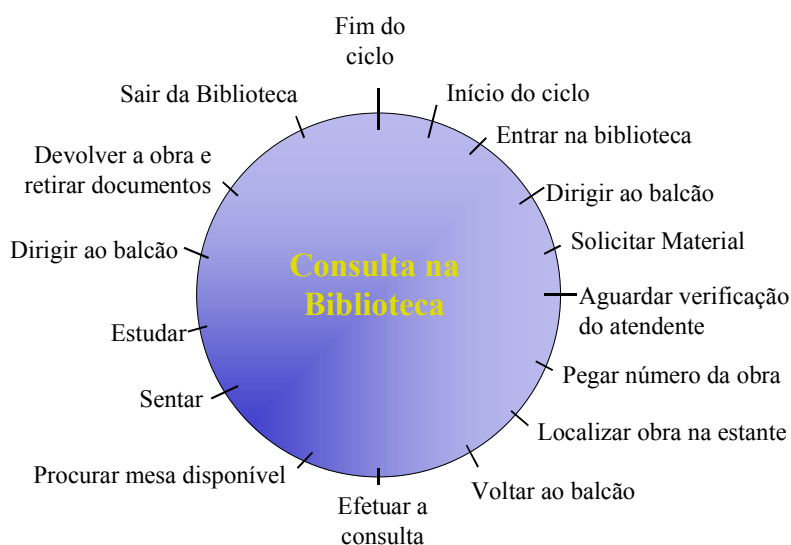 Fim do
ciclo
Início do ciclo
Entrar na biblioteca
Dirigir ao balcão
Solicitar Material
Aguardar verificação
do atendente
Pegar número da obra
Localizar obra na estante
Voltar ao balcão
Efetuar a
consulta
Procurar mesa disponível
Sentar
Estudar
Dirigir ao balcão
Devolver a obra e
retirar documentos
Sair da Biblioteca
Consulta na
Biblioteca